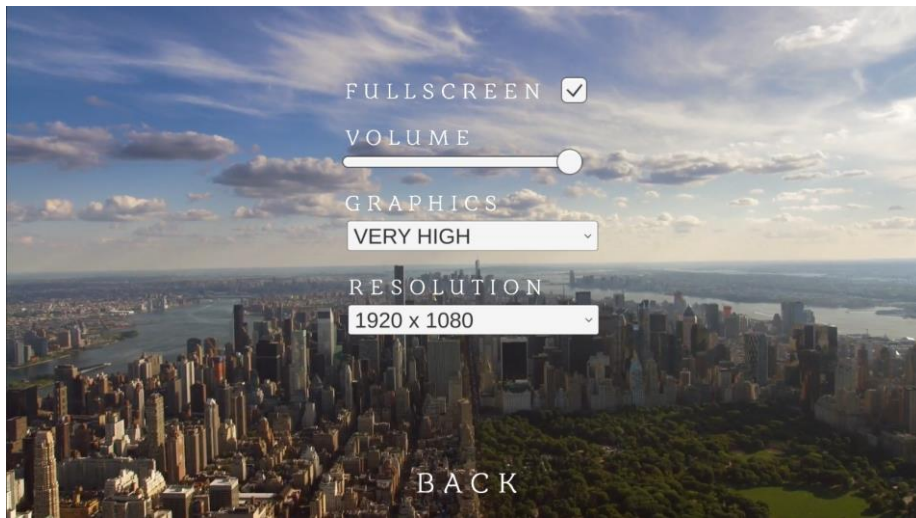 FULLSCREEN
VOLUME
GRAPHICS
VERY HIGH
RESOLUTION
1920 x 1080
BACK